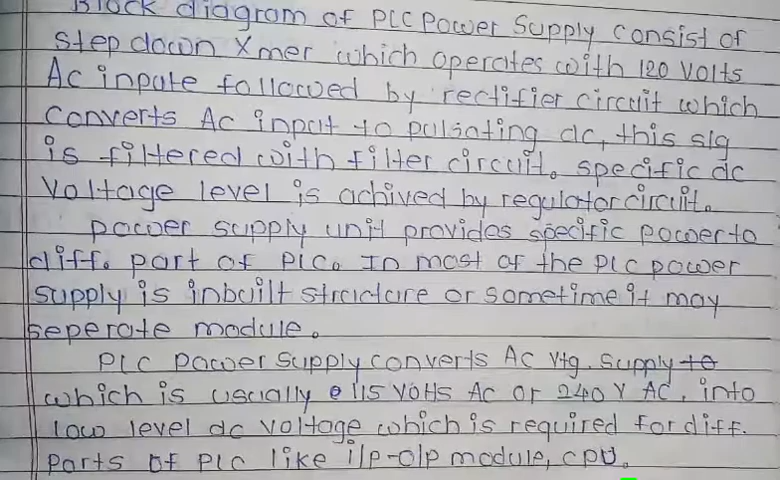 Block diagram of PLC Power Supply consist of
Step down Xmer which operates with 120 Volts
Ac inpute followed by rectifier circuit which
converts Ac input to pulsating dc, this sig
is filtered with filter circuit. specific dc
voltage level is achived by regulator circuit.
power supply unit provides specific power to
diff. part of PLC. In most of the PLC power
supply is inbuilt structure or sometime it may
seperate module.
PLC power supply converts Ac vtg. supply to
which is usually 115 volts AC or 240 V AC, into
low level dc voltage which is required for diff.
parts of PLC like i/p-o/p module, CPU.